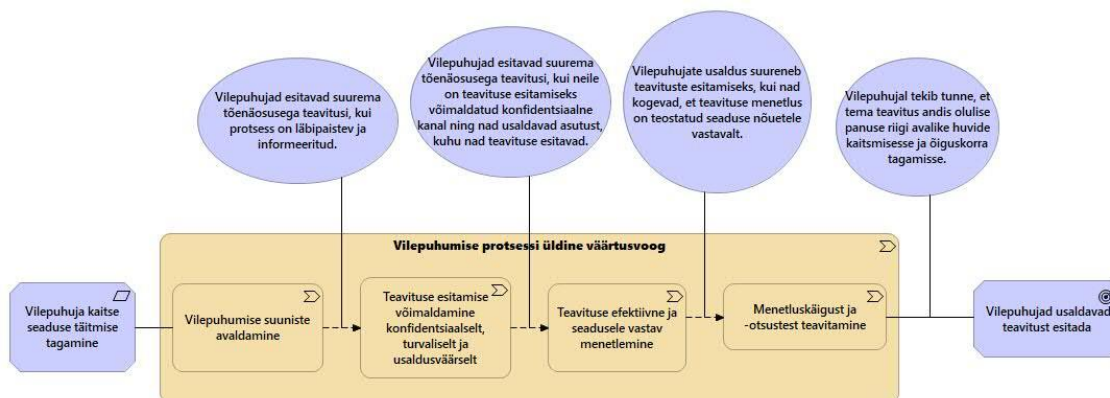 Vilepuhujad esitavad suurema
tõenäosusega teavitusi, kui
protsess on läbipaistev ja
informeeritud.
Vilepuhujad esitavad suurema
tõenäosusega teavitusi, kui neile
on teavituse esitamiseks
võimaldatud konfidentsiaalne
kanal ning nad usaldavad asutust,
kuhu nad teavituse esitavad.
Vilepuhujate usaldus suureneb
teavituste esitamiseks, kui nad
kogevad, et teavituse menetlus
on teostatud seaduse nõuetele
vastavalt.
Vilepuhujal tekib tunne, et
tema teavitus andis olulise
panuse riigi avalike huvide
kaitsmisesse ja õiguskorra
tagamisse.
Vilepuhumise protsessi üldine väärtusvoog
Vilepuhuja kaitse
seaduse täitmise
tagamine
Vilepuhumise suuniste
avaldamine
Teavituse esitamise
võimaldamine
konfidentsiaalselt,
turvaliselt ja
usaldusväärselt
Teavituse efektiivne ja
seadusele vastav
menetlemine
Menetluskäigust ja
-otsustest teavitamine
Vilepuhujad usaldavad
teavitust esitada